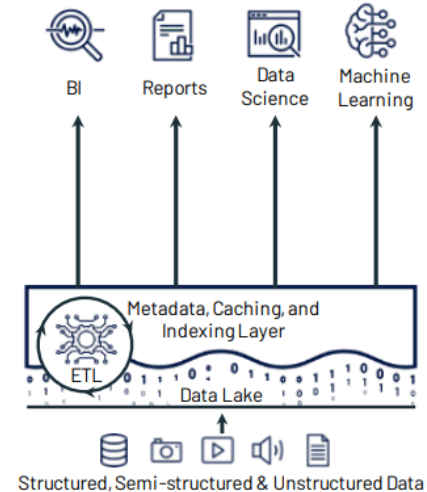 BI
Reports
Data
Science
Machine
Learning
Metadata, Caching, and
Indexing Layer
ETL
Data Lake
Structured, Semi-structured & Unstructured Data